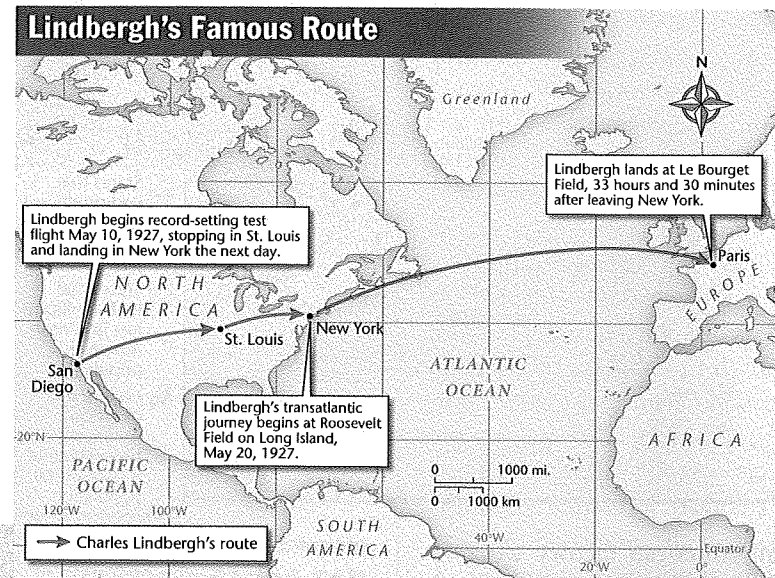 Lindbergh's Famous Route
Greenland
N
Lindbergh lands at Le Bourget
Field, 33 hours and 30 minutes
after leaving New York.
Lindbergh begins record-setting test
flight May 10, 1927, stopping in St. Louis
and landing in New York the next day.
Paris
EUROPE
NORTH
AMERICA
St. Louis
New York
San
Diego
ATLANTIC
OCEAN
Lindbergh's transatlantic
journey begins at Roosevelt
Field on Long Island,
May 20, 1927.
20°N
AFRICA
PACIFIC
OCEAN
0 1000 mi.
0 1000 km
120°W 100°W
SOUTH
AMERICA
Charles Lindbergh's route
40°W
20°W
0°
Equator